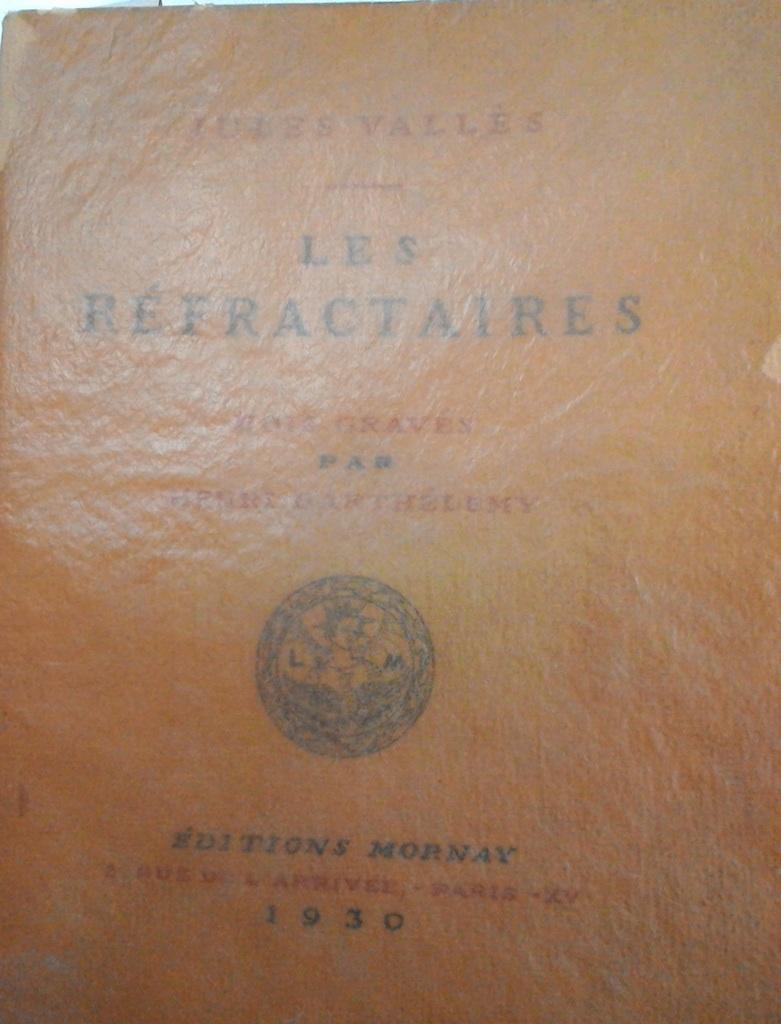 JULES VALLÈS
LES
RÉFRACTAIRES
BOIS GRAVÉS
PAR
HENRI BARTHÉLEMY
L M
ÉDITIONS MORNAY
RUE DE L'ARRIVÉE, - PARIS - XV
1930